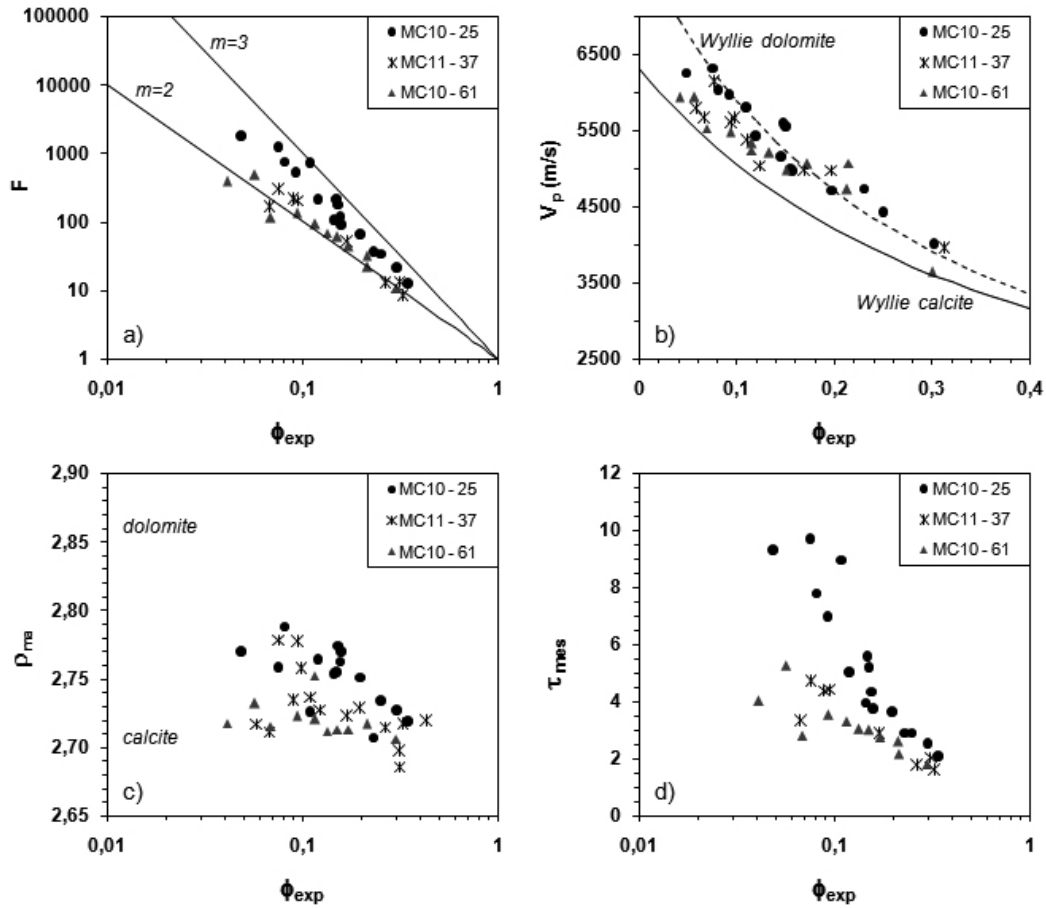 100000
10000
1000
100
10
1
F
m=3
m=2
MC10 - 25
MC11 - 37
MC10 - 61
a)
0,01
0,1
1
ϕexp
6500
5500
4500
3500
2500
Vp (m/s)
Wyllie dolomite
Wyllie calcite
MC10 - 25
MC11 - 37
MC10 - 61
b)
0
0,1
0,2
0,3
0,4
ϕexp
2,90
2,85
2,80
2,75
2,70
2,65
ρma
dolomite
calcite
MC10 - 25
MC11 - 37
MC10 - 61
c)
0,01
0,1
1
ϕexp
12
10
8
6
4
2
0
τmes
MC10 - 25
MC11 - 37
MC10 - 61
d)
0,01
0,1
1
ϕexp